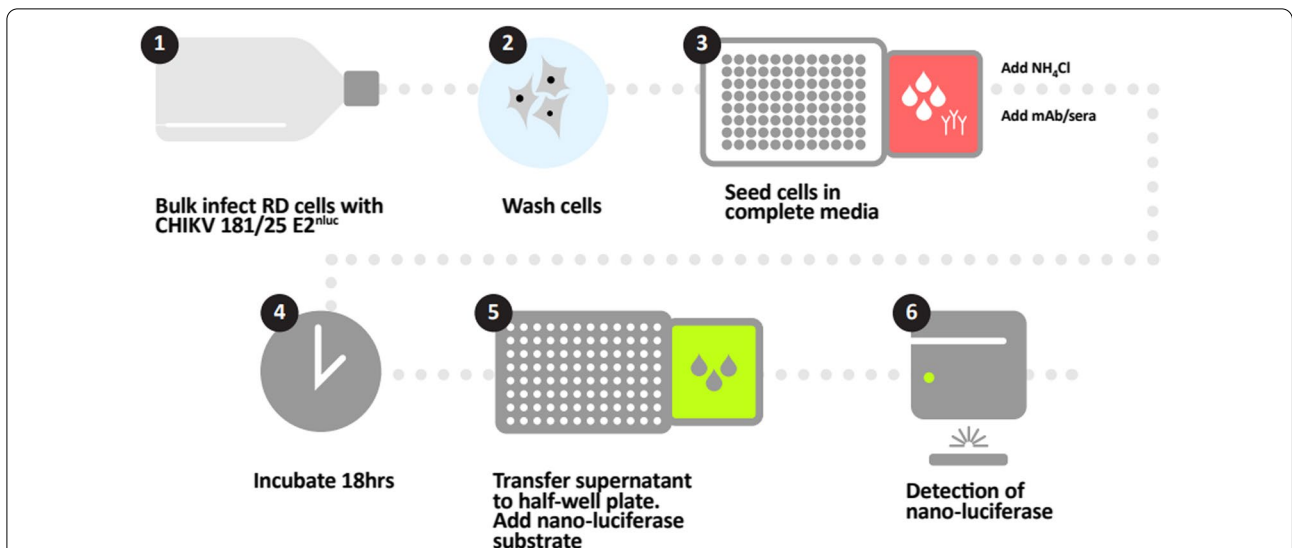 1
Bulk infect RD cells with
CHIKV 181/25 E2ⁿˡᵘᶜ
2
Wash cells
3
Seed cells in
complete media
Add NH₄Cl
Add mAb/sera
4
Incubate 18hrs
5
Transfer supernatant
to half-well plate.
Add nano-luciferase
substrate
6
Detection of
nano-luciferase